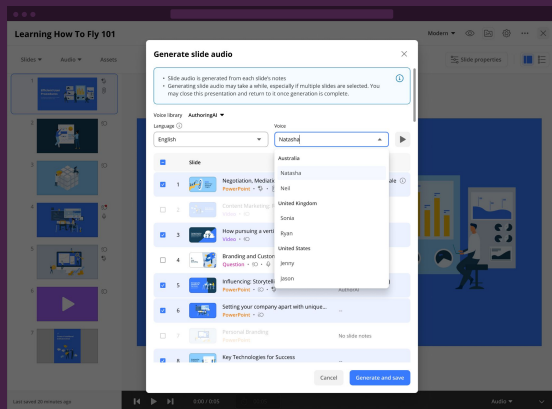 Learning How To Fly 101
Modern
Slides
Audio
Assets
Slide properties
Generate slide audio
Slide audio is generated from each slide's notes
Generating slide audio may take a while, especially if multiple slides are selected. You
may close this presentation and return to it once generation is complete.
Voice library AuthoringAI
Language
Voice
English
Natasha
Australia
Natasha
Neil
United Kingdom
Sonia
Ryan
United States
Jenny
Jason
Slide
1
Negotiation,
PowerPoint
2
Content Marketing:
3
How pursuing a
Video
4
Branding and
Question
5
Influencing:
PowerPoint
6
Setting your company apart with unique...
PowerPoint
7
Personal Branding
PowerPoint
No slide notes
8
Key Technologies for Success
Cancel
Generate and save
Last saved 20 minutes ago
0:00 / 0:05
Audio